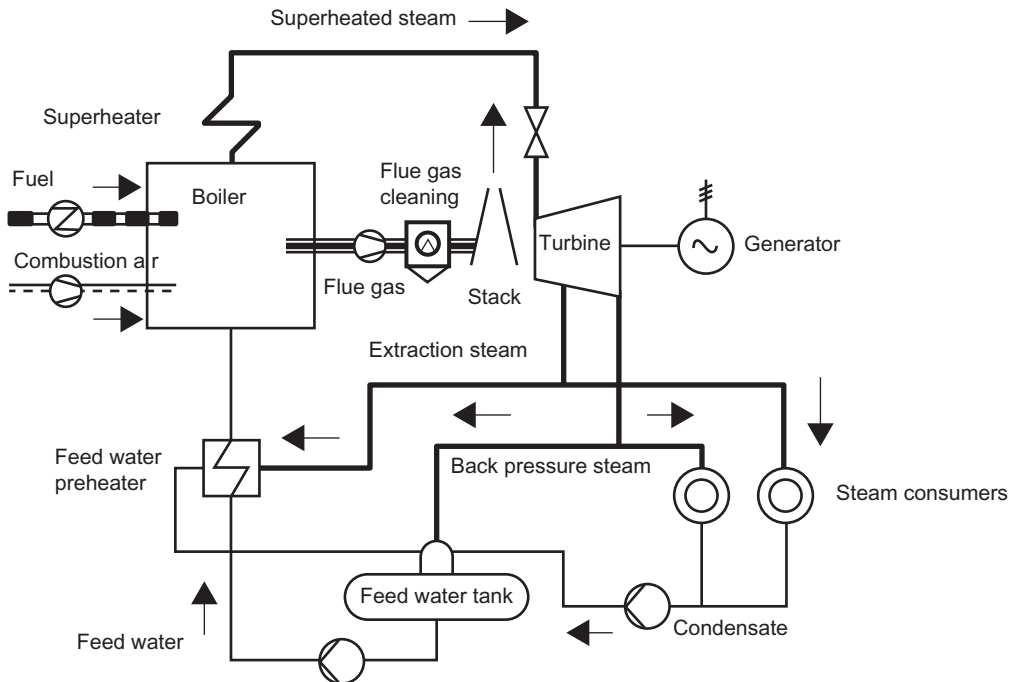 Superheated steam
Superheater
Fuel
Boiler
Flue gas
cleaning
Turbine
Generator
Combustion air
Flue gas
Stack
Extraction steam
Feed water
preheater
Back pressure steam
Steam consumers
Feed water tank
Feed water
Condensate